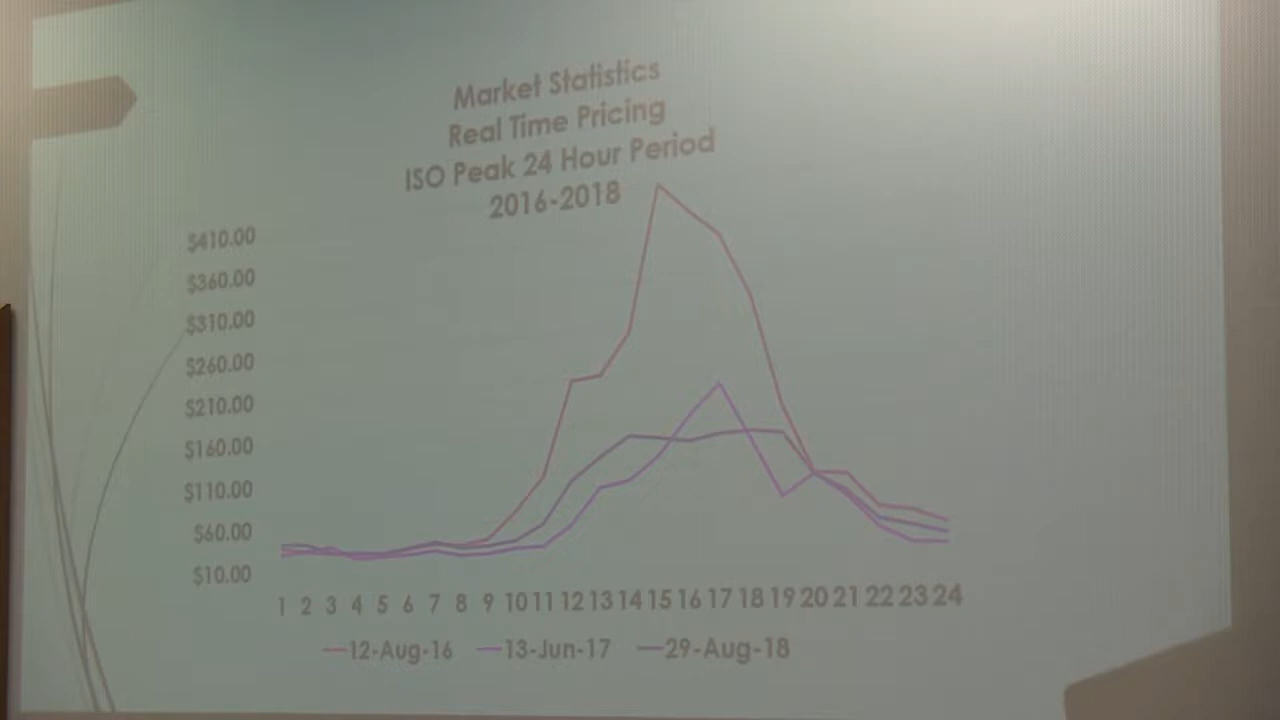 Market Statistics
Real Time Pricing
ISO Peak 24 Hour Period
2016-2018
$410.00
$360.00
$310.00
$260.00
$210.00
$160.00
$110.00
$60.00
$10.00
1 2 3 4 5 6 7 8 9 10 11 12 13 14 15 16 17 18 19 20 21 22 23 24
12-Aug-16 13-Jun-17 29-Aug-18